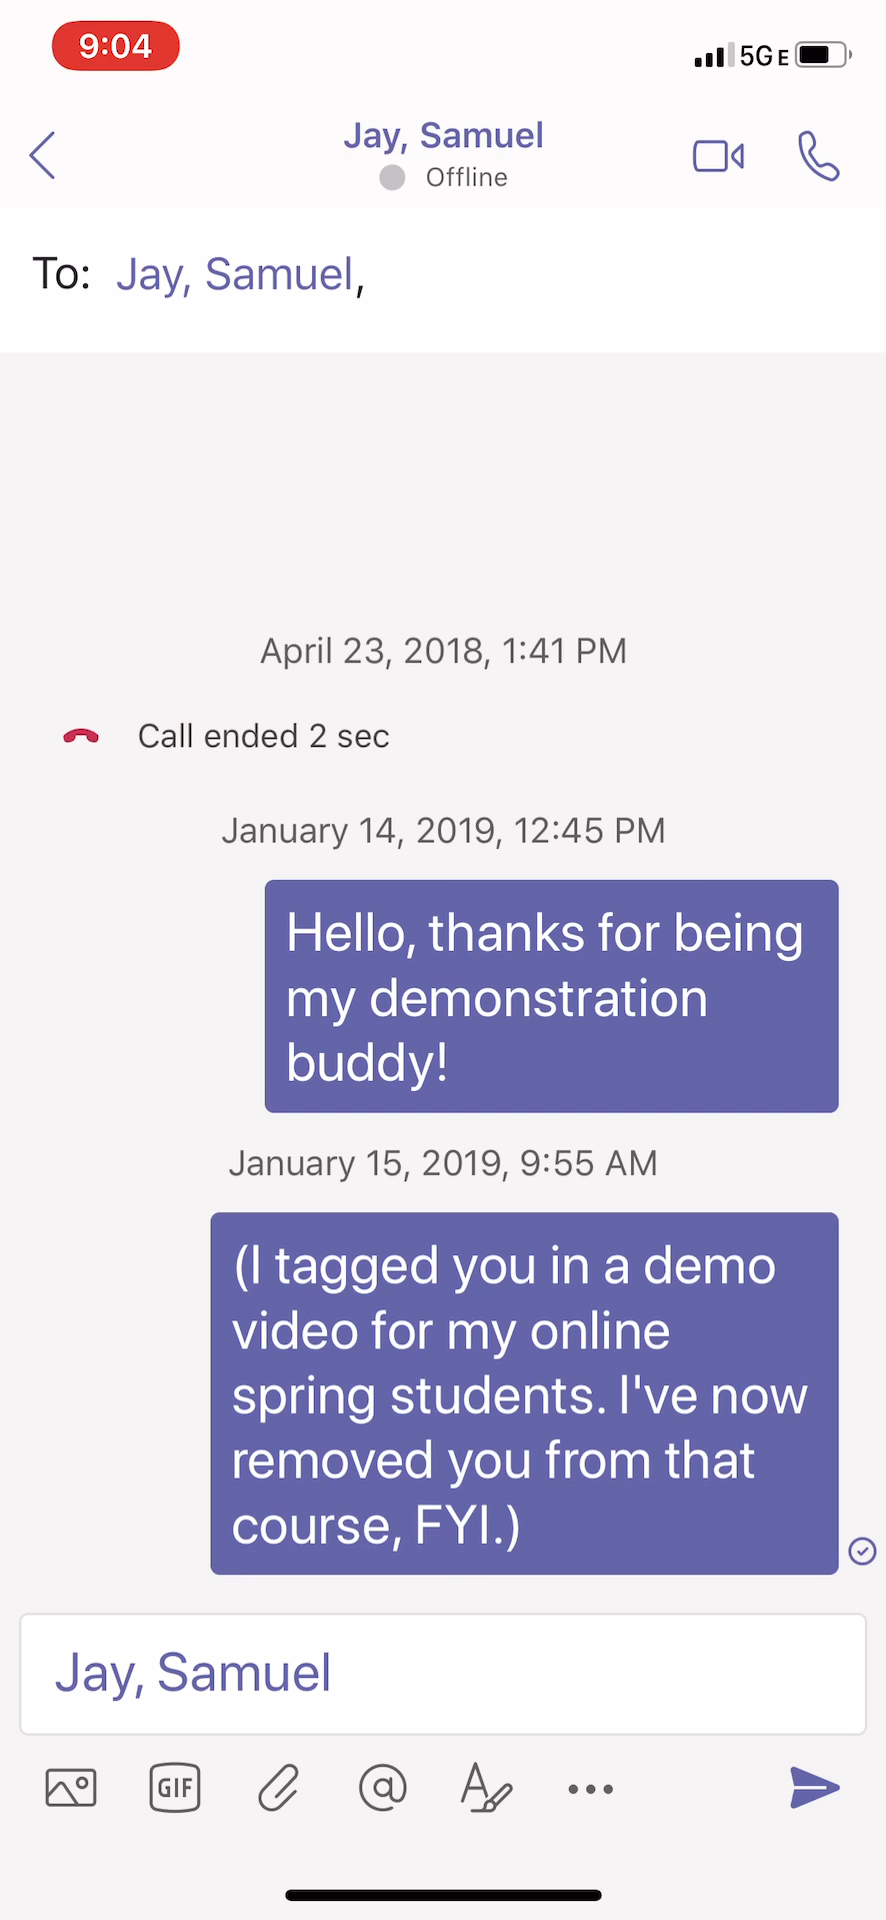 9:04
5G E
Jay, Samuel
Offline
To: Jay, Samuel,
April 23, 2018, 1:41 PM
Call ended 2 sec
January 14, 2019, 12:45 PM
Hello, thanks for being
my demonstration
buddy!
January 15, 2019, 9:55 AM
(I tagged you in a demo
video for my online
spring students. I've now
removed you from that
course, FYI.)
Jay, Samuel
GIF